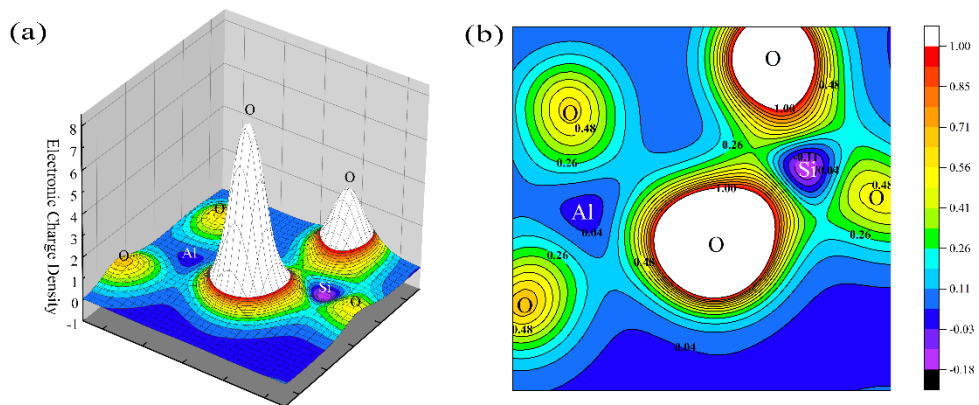 (a)
Electronic Charge Density
8
7
6
5
4
3
2
1
0
-1
O
O
O
Al
O
Si
O
(b)
O
0.48
1.00
O
0.48
0.26
0.26
-0.11
Si
0.04
1.00
0.48
O
Al
0.04
O
0.26
0.26
0.48
O
0.48
0.04
1.00
0.85
0.71
0.56
0.41
0.26
0.11
-0.03
-0.18